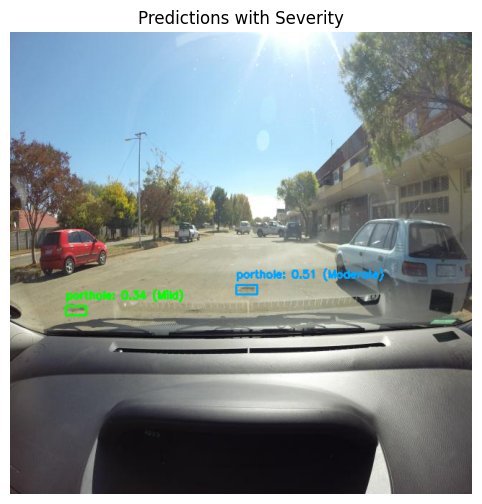 Predictions with Severity
porthole: 0.51 (Moderate)
porthole: 0.34 (Mild)